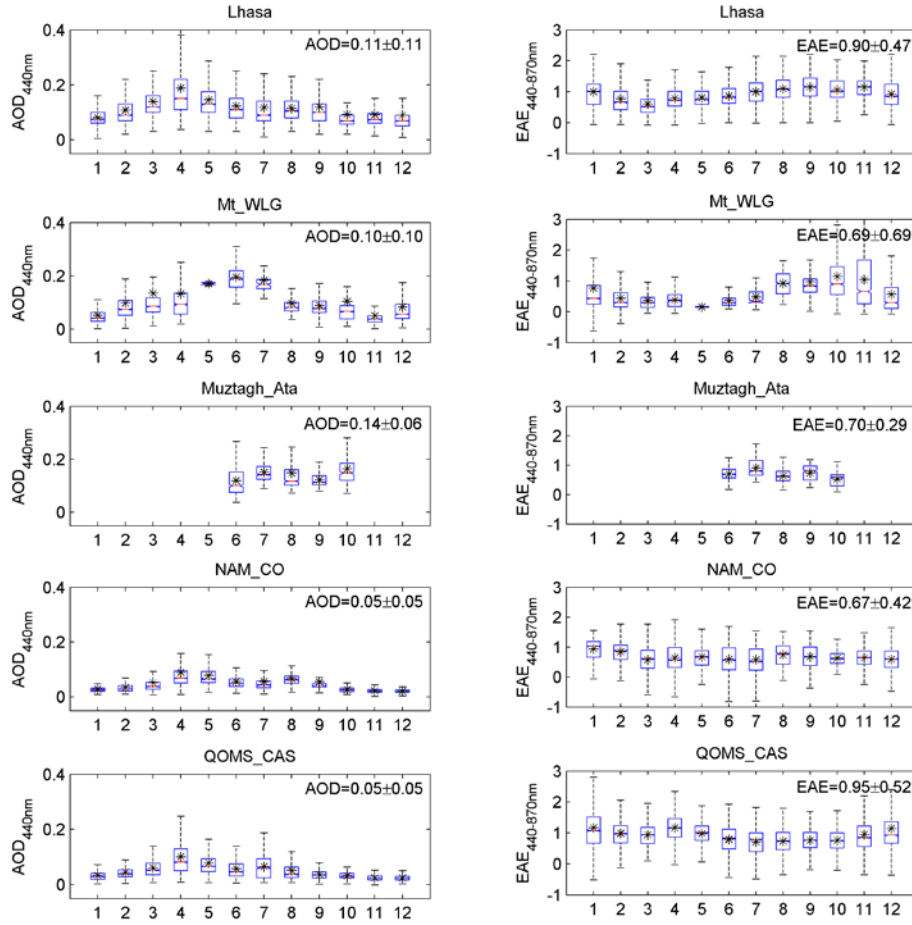 Lhasa
AOD=0.11±0.11
AOD440nm
0.4
0.2
0
1 2 3 4 5 6 7 8 9 10 11 12
Lhasa
EAE=0.90±0.47
EAE440-870nm
3
2
1
0
-1
1 2 3 4 5 6 7 8 9 10 11 12
Mt_WLG
AOD=0.10±0.10
AOD440nm
0.4
0.2
0
1 2 3 4 5 6 7 8 9 10 11 12
Mt_WLG
EAE=0.69±0.69
EAE440-870nm
3
2
1
0
-1
1 2 3 4 5 6 7 8 9 10 11 12
Muztagh_Ata
AOD=0.14±0.06
AOD440nm
0.4
0.2
0
1 2 3 4 5 6 7 8 9 10 11 12
Muztagh_Ata
EAE=0.70±0.29
EAE440-870nm
3
2
1
0
-1
1 2 3 4 5 6 7 8 9 10 11 12
NAM_CO
AOD=0.05±0.05
AOD440nm
0.4
0.2
0
1 2 3 4 5 6 7 8 9 10 11 12
NAM_CO
EAE=0.67±0.42
EAE440-870nm
3
2
1
0
-1
1 2 3 4 5 6 7 8 9 10 11 12
QOMS_CAS
AOD=0.05±0.05
AOD440nm
0.4
0.2
0
1 2 3 4 5 6 7 8 9 10 11 12
QOMS_CAS
EAE=0.95±0.52
EAE440-870nm
3
2
1
0
-1
1 2 3 4 5 6 7 8 9 10 11 12